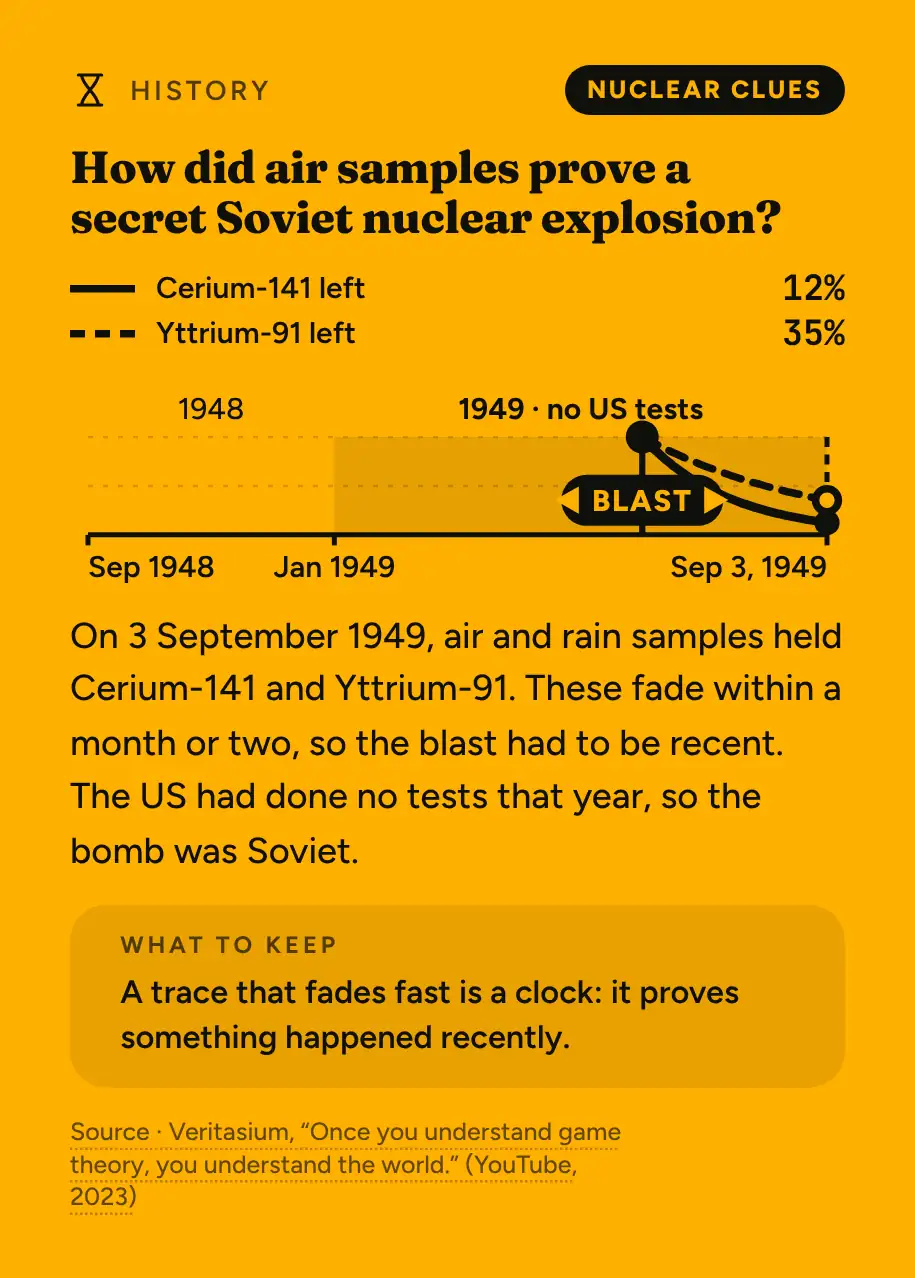 HISTORY
NUCLEAR CLUES
How did air samples prove a
secret Soviet nuclear explosion?
Cerium-141 left 12%
Yttrium-91 left 35%
1948
1949 · no US tests
BLAST
Sep 1948
Jan 1949
Sep 3, 1949
On 3 September 1949, air and rain samples held
Cerium-141 and Yttrium-91. These fade within a
month or two, so the blast had to be recent.
The US had done no tests that year, so the
bomb was Soviet.
WHAT TO KEEP
A trace that fades fast is a clock: it proves
something happened recently.
Source · Veritasium, “Once you understand game
theory, you understand the world.” (YouTube,
2023)